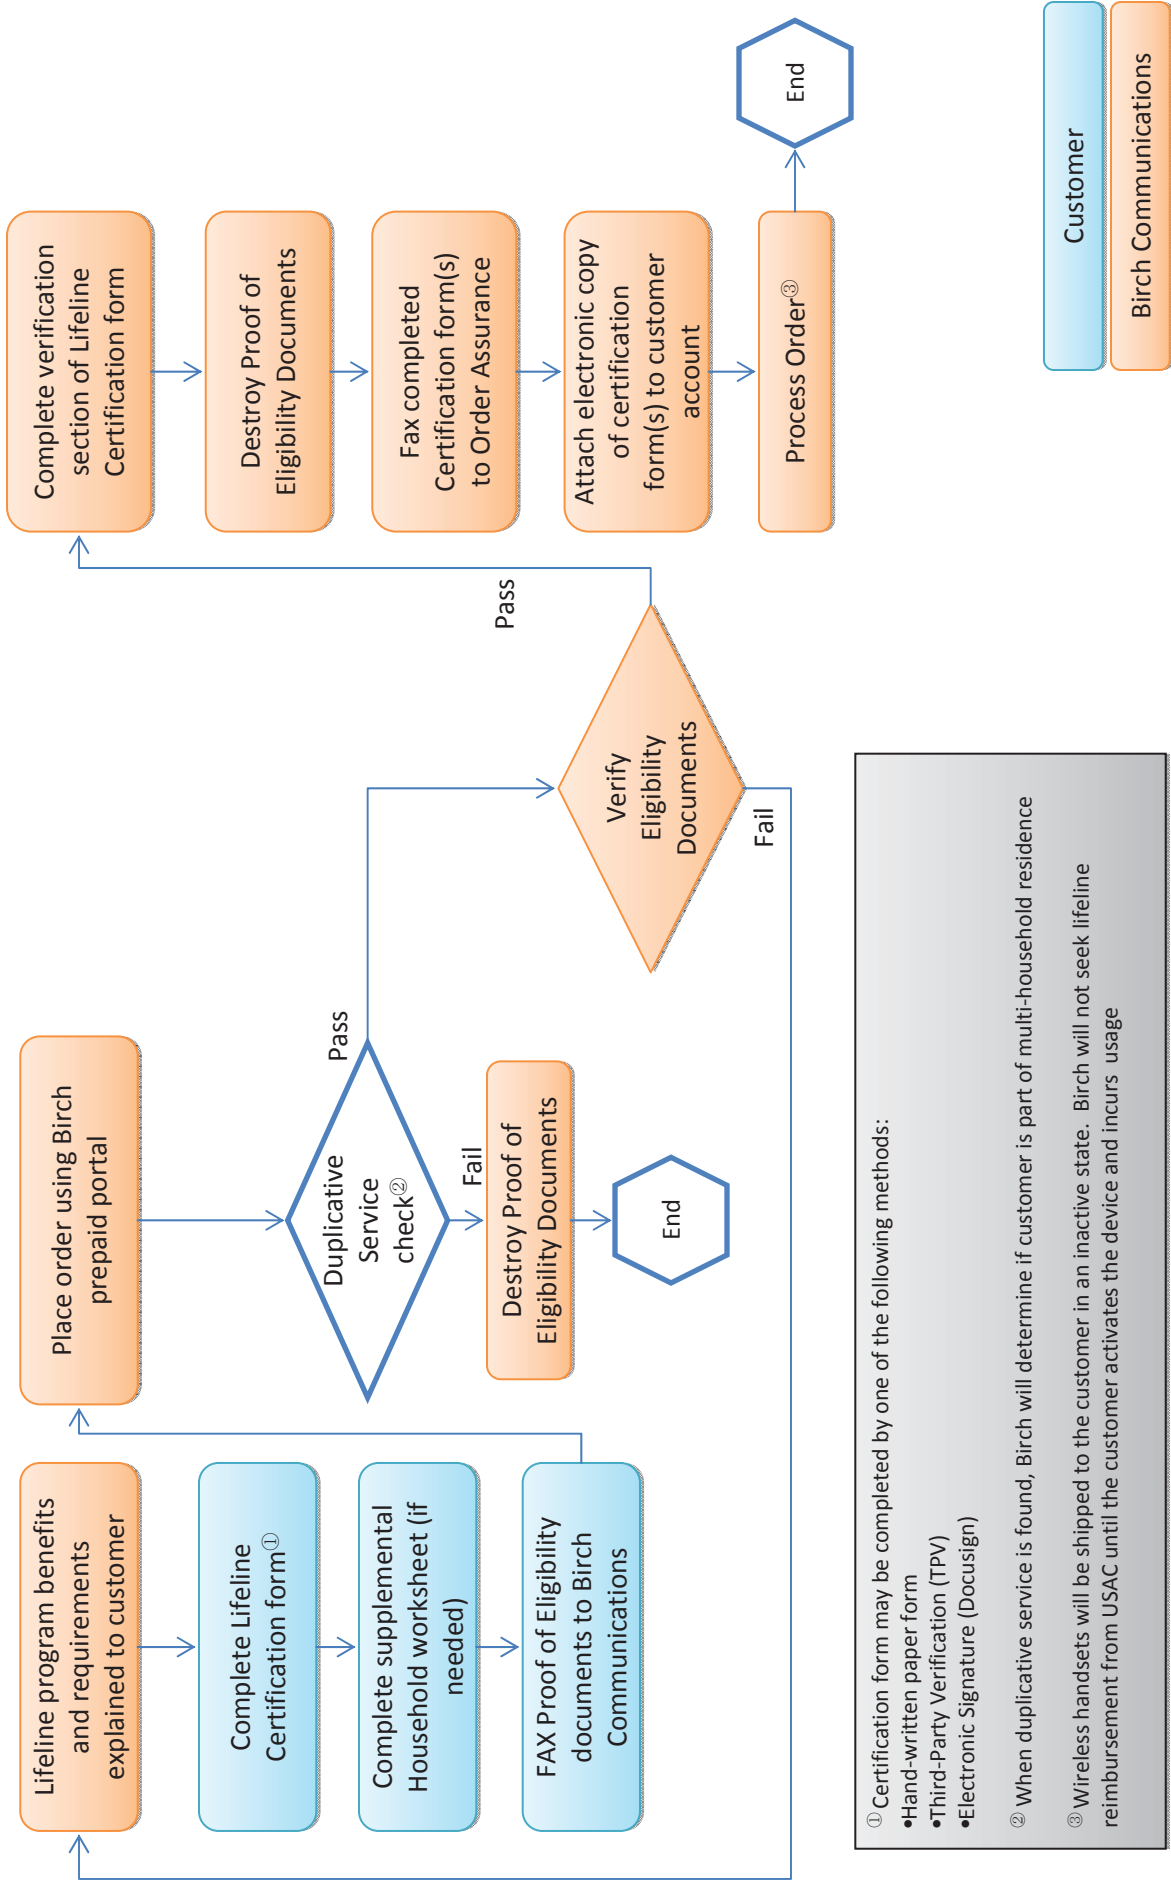 Lifeline program benefits
and requirements
explained to customer
Complete Lifeline
Certification form①
Complete supplemental
Household worksheet (if
needed)
FAX Proof of Eligibility
documents to Birch
Communications
Place order using Birch
prepaid portal
Duplicative
Service
check②
Pass
Fail
Destroy Proof of
Eligibility Documents
End
Verify
Eligibility
Documents
Pass
Fail
Complete verification
section of Lifeline
Certification form
Destroy Proof of
Eligibility Documents
Fax completed
Certification form(s)
to Order Assurance
Attach electronic copy
of certification
form(s) to customer
account
Process Order③
End
① Certification form may be completed by one of the following methods:
•Hand-written paper form
•Third-Party Verification (TPV)
•Electronic Signature (Docusign)
② When duplicative service is found, Birch will determine if customer is part of multi-household residence
③ Wireless handsets will be shipped to the customer in an inactive state. Birch will not seek lifeline
reimbursement from USAC until the customer activates the device and incurs usage
Customer
Birch Communications